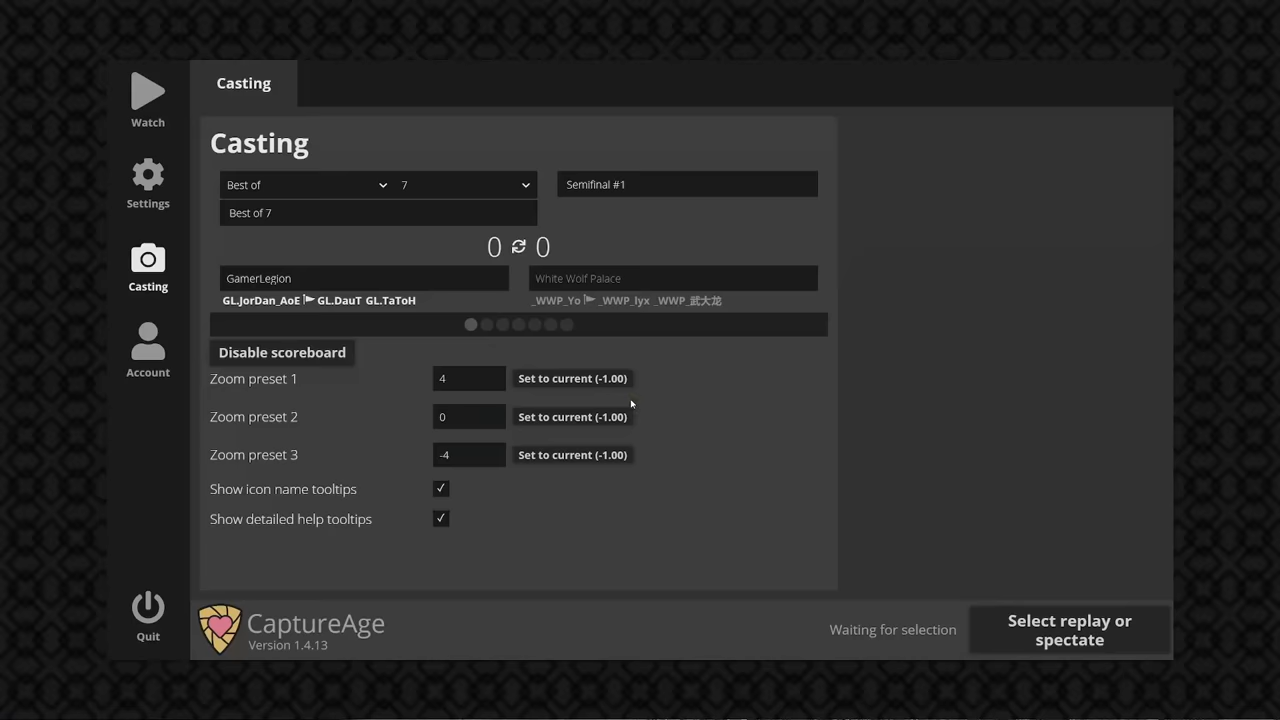 Casting
Watch
Settings
Casting
Account
Quit
Casting
Best of 7
Semifinal #1
Best of 7
0 0
GamerLegion
White Wolf Palace
GL.JorDan_AoE GL.DauT GL.TaToH
_WWP_Yo _WWP_lyx _WWP_武大龙
Disable scoreboard
Zoom preset 1 4 Set to current (-1.00)
Zoom preset 2 0 Set to current (-1.00)
Zoom preset 3 -4 Set to current (-1.00)
Show icon name tooltips
Show detailed help tooltips
CaptureAge
Version 1.4.13
Waiting for selection
Select replay or
spectate